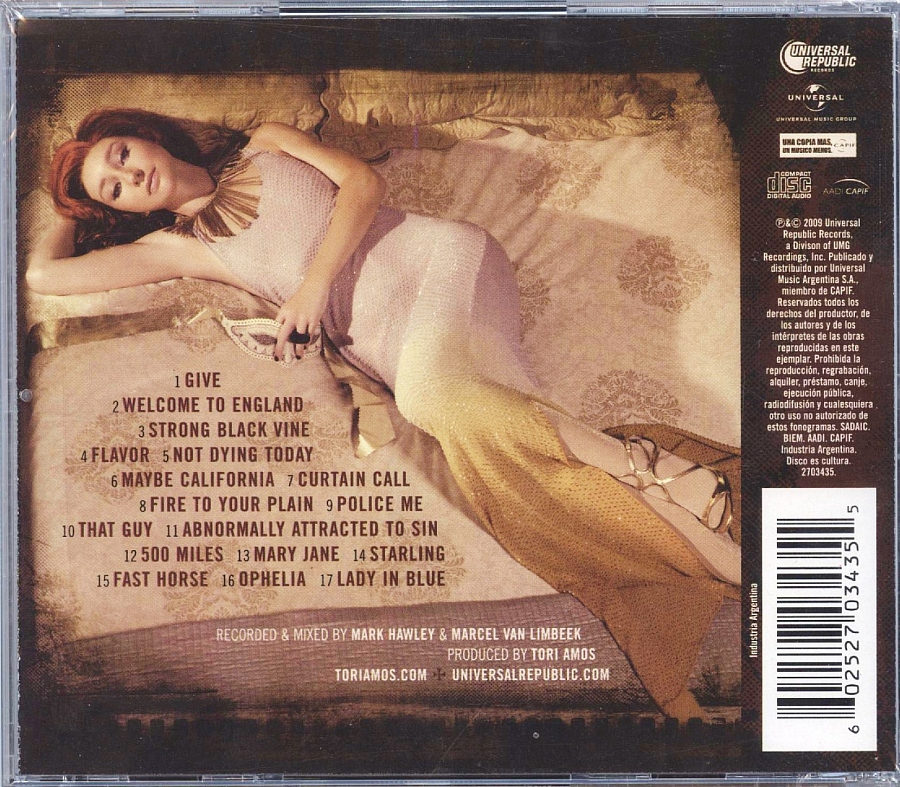 1 GIVE
2 WELCOME TO ENGLAND
3 STRONG BLACK VINE
4 FLAVOR 5 NOT DYING TODAY
6 MAYBE CALIFORNIA 7 CURTAIN CALL
8 FIRE TO YOUR PLAIN 9 POLICE ME
10 THAT GUY 11 ABNORMALLY ATTRACTED TO SIN
12 500 MILES 13 MARY JANE 14 STARLING
15 FAST HORSE 16 OPHELIA 17 LADY IN BLUE
RECORDED & MIXED BY MARK HAWLEY & MARCEL VAN LIMBEEK
PRODUCED BY TORI AMOS
TORIAMOS.COM UNIVERSALREPUBLIC.COM
UNIVERSAL
REPUBLIC
RECORDS
UNIVERSAL
UNIVERSAL MUSIC GROUP
UNA COPIA MAS,
UN MUSICO MENOS.
CAPIF
COMPACT
disc
DIGITAL AUDIO
AADI CAPIF
℗&© 2009 Universal
Republic Records,
a Divison of UMG
Recordings, Inc. Publicado y
distribuido por Universal
Music Argentina S.A.,
miembro de CAPIF.
Reservados todos los
derechos del productor, de
los autores y de los
intérpretes de las obras
reproducidas en este
ejemplar. Prohibida la
reproducción, regrabación,
alquiler, préstamo, canje,
ejecución pública,
radiodifusión y cualesquiera
otro uso no autorizado de
estos fonogramas. SADAIC.
BIEM. AADI. CAPIF.
Industria Argentina.
Disco es cultura.
2703435.
Industria Argentina
6 02527 03435 5